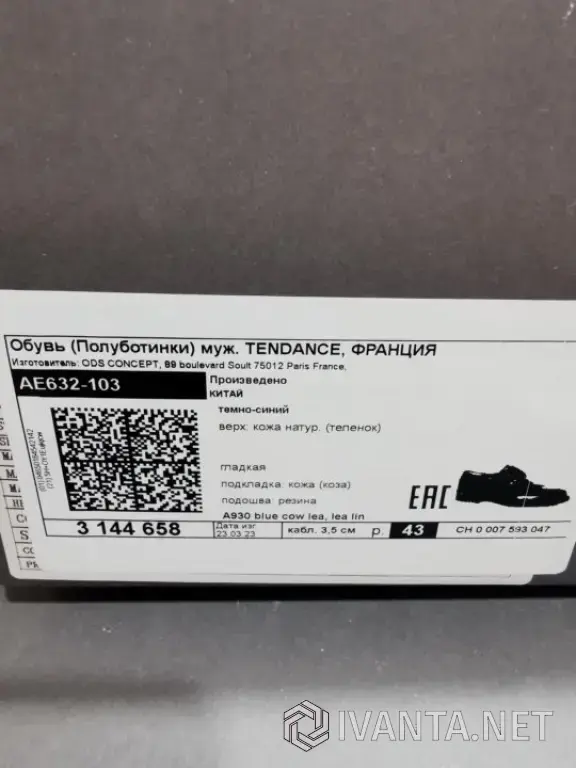 Обувь (Полуботинки) муж. TENDANCE, ФРАНЦИЯ
Изготовитель: ODS CONCEPT, 89 boulevard Soult 75012 Paris France,
AE632-103
Произведено
КИТАЙ
темно-синий
верх: кожа натур. (теленок)
гладкая
подкладка: кожа (коза)
подошва: резина
A930 blue cow lea, lea lin
EAC
3 144 658
Дата изг
23.03.23
кабл. 3,5 см
р.
43
CH 0 007 593 047
IVANTA.NET